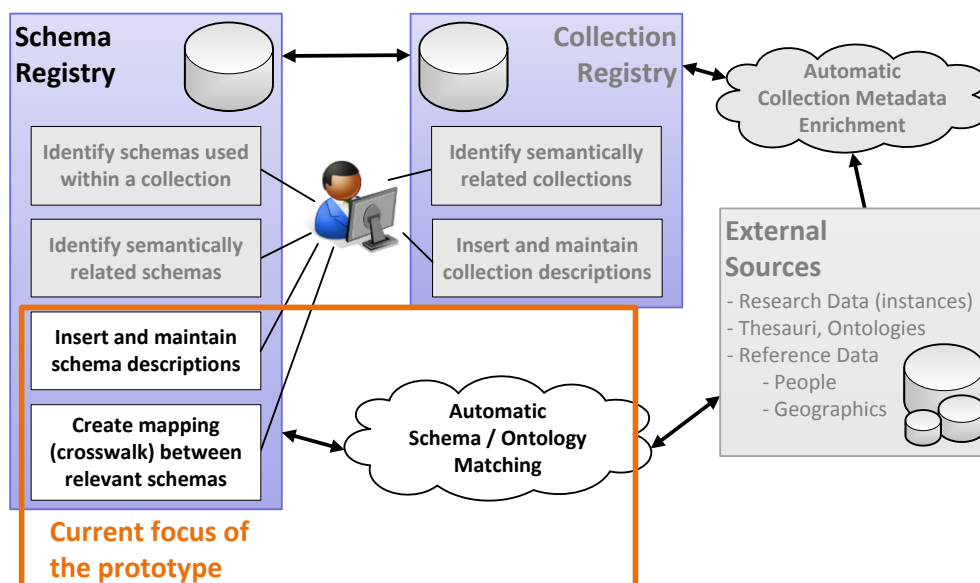 Schema
Registry
Identify schemas used
within a collection
Identify semantically
related schemas
Insert and maintain
schema descriptions
Create mapping
(crosswalk) between
relevant schemas
Collection
Registry
Identify semantically
related collections
Insert and maintain
collection descriptions
Automatic
Collection Metadata
Enrichment
External
Sources
- Research Data (instances)
- Thesauri, Ontologies
- Reference Data
- People
- Geographics
Automatic
Schema / Ontology
Matching
Current focus of
the prototype